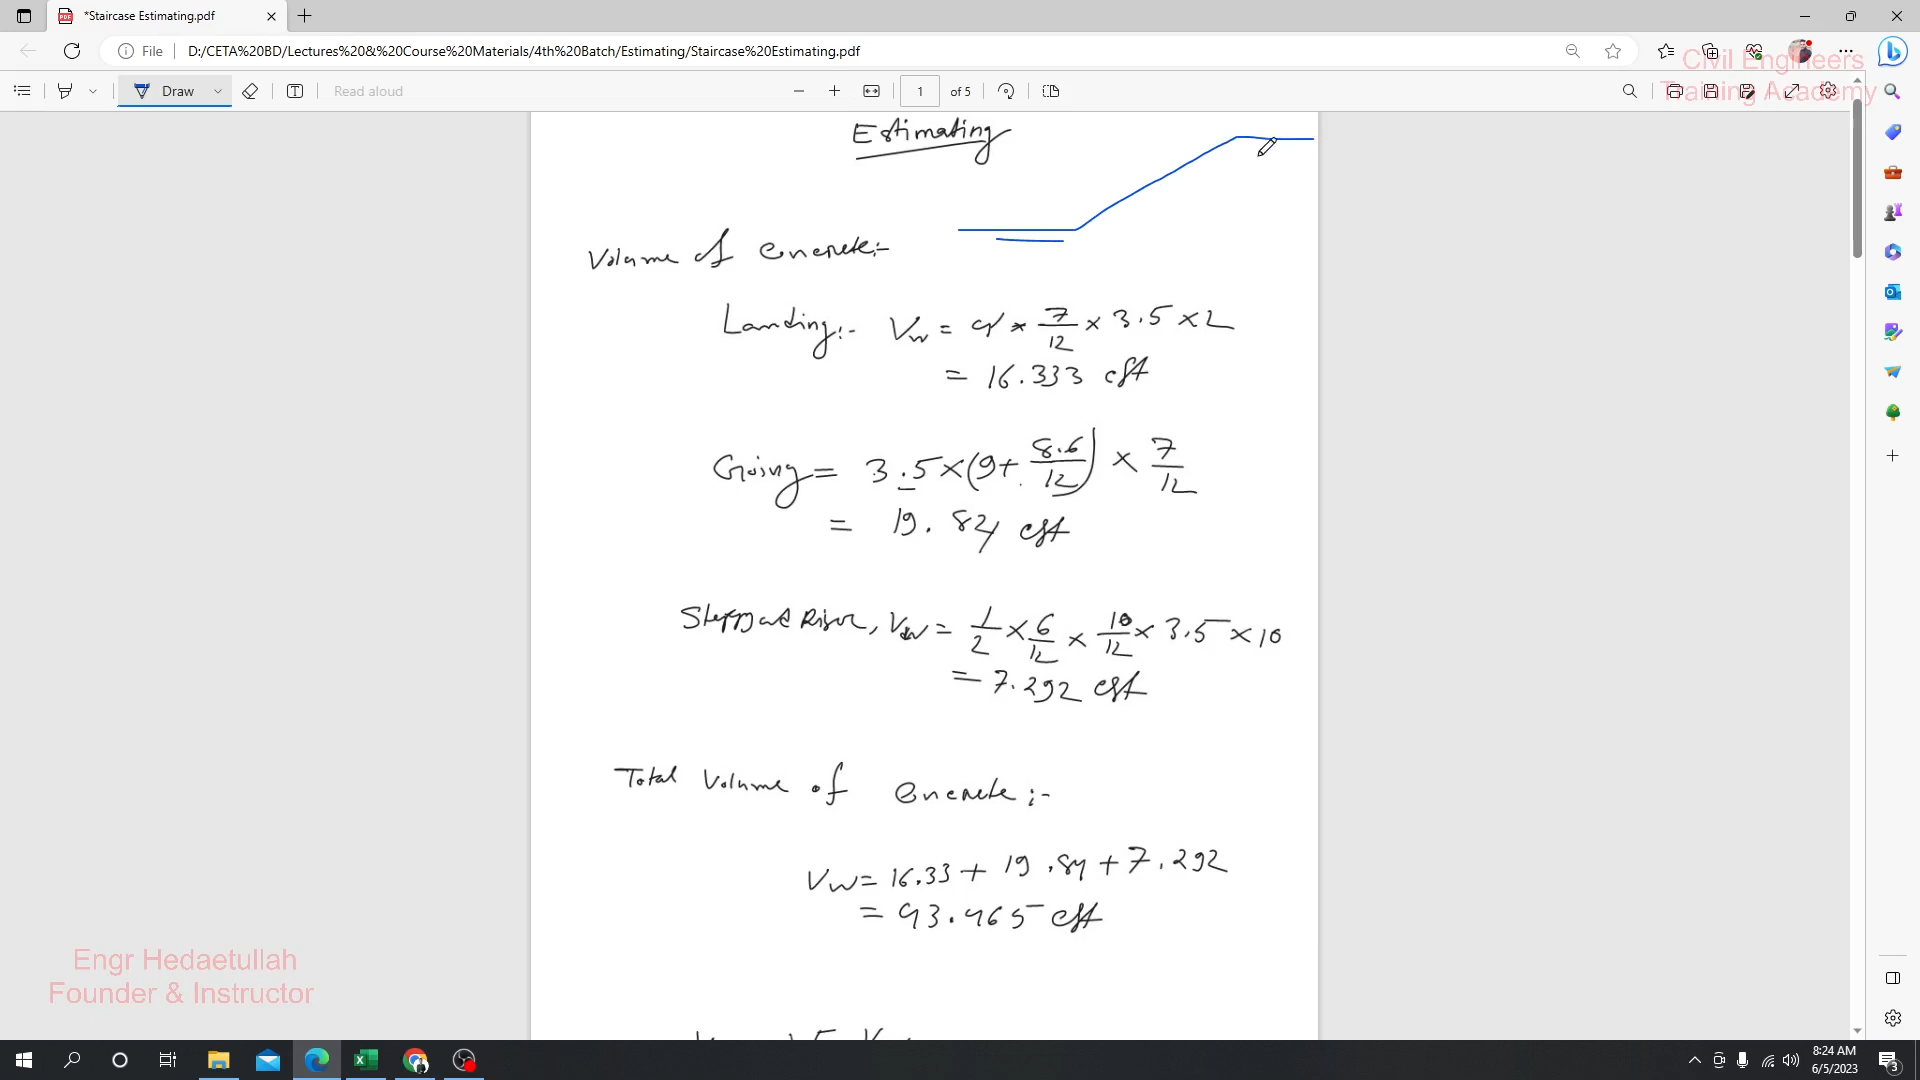 *Staircase Estimating.pdf
File
D:/CETA%20BD/Lectures%20&%20Course%20Materials/4th%20Batch/Estimating/Staircase%20Estimating.pdf
Civil Engineers
Training Academy
Draw
Read aloud
1 of 5
Estimating
Volume of Concrete:-
Landing:- Vw = 4 × 7/12 × 3.5 × 2
= 16.333 cft
Going = 3.5 × (9 + 8.6/12) × 7/12
= 19.84 cft
Riser, Vw = 1/2 × 6/12 × 10/12 × 3.5 × 10
= 7.292 cft
Total Volume of Concrete :-
Vw = 16.33 + 19.84 + 7.292
= 43.465 cft
Engr Hedaetullah
Founder & Instructor
8:24 AM
6/5/2023
3